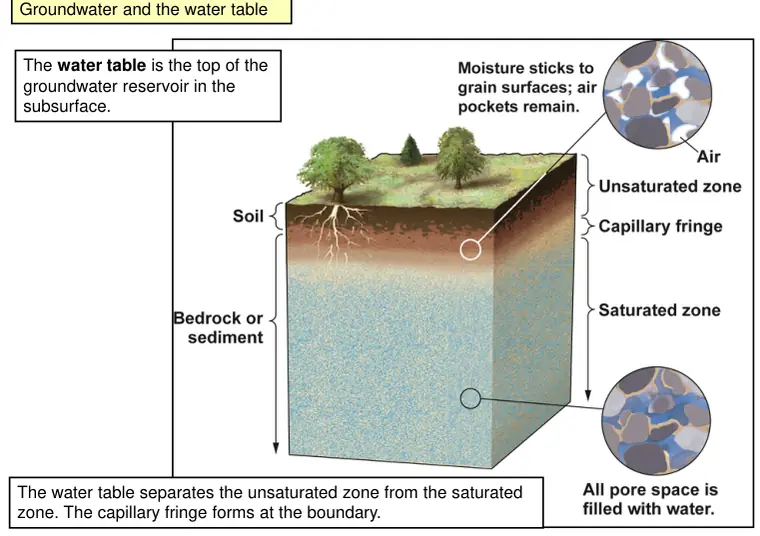 Groundwater and the water table
The water table is the top of the
groundwater reservoir in the
subsurface.
Moisture sticks to
grain surfaces; air
pockets remain.
Air
Unsaturated zone
Soil
Capillary fringe
Saturated zone
Bedrock or
sediment
The water table separates the unsaturated zone from the saturated
zone. The capillary fringe forms at the boundary.
All pore space is
filled with water.